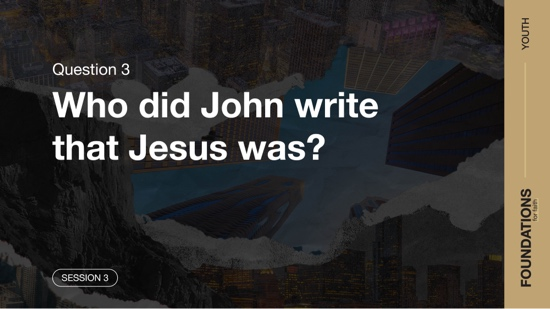 Question 3
Who did John write
that Jesus was?
SESSION 3
YOUTH
FOUNDATIONS
for faith